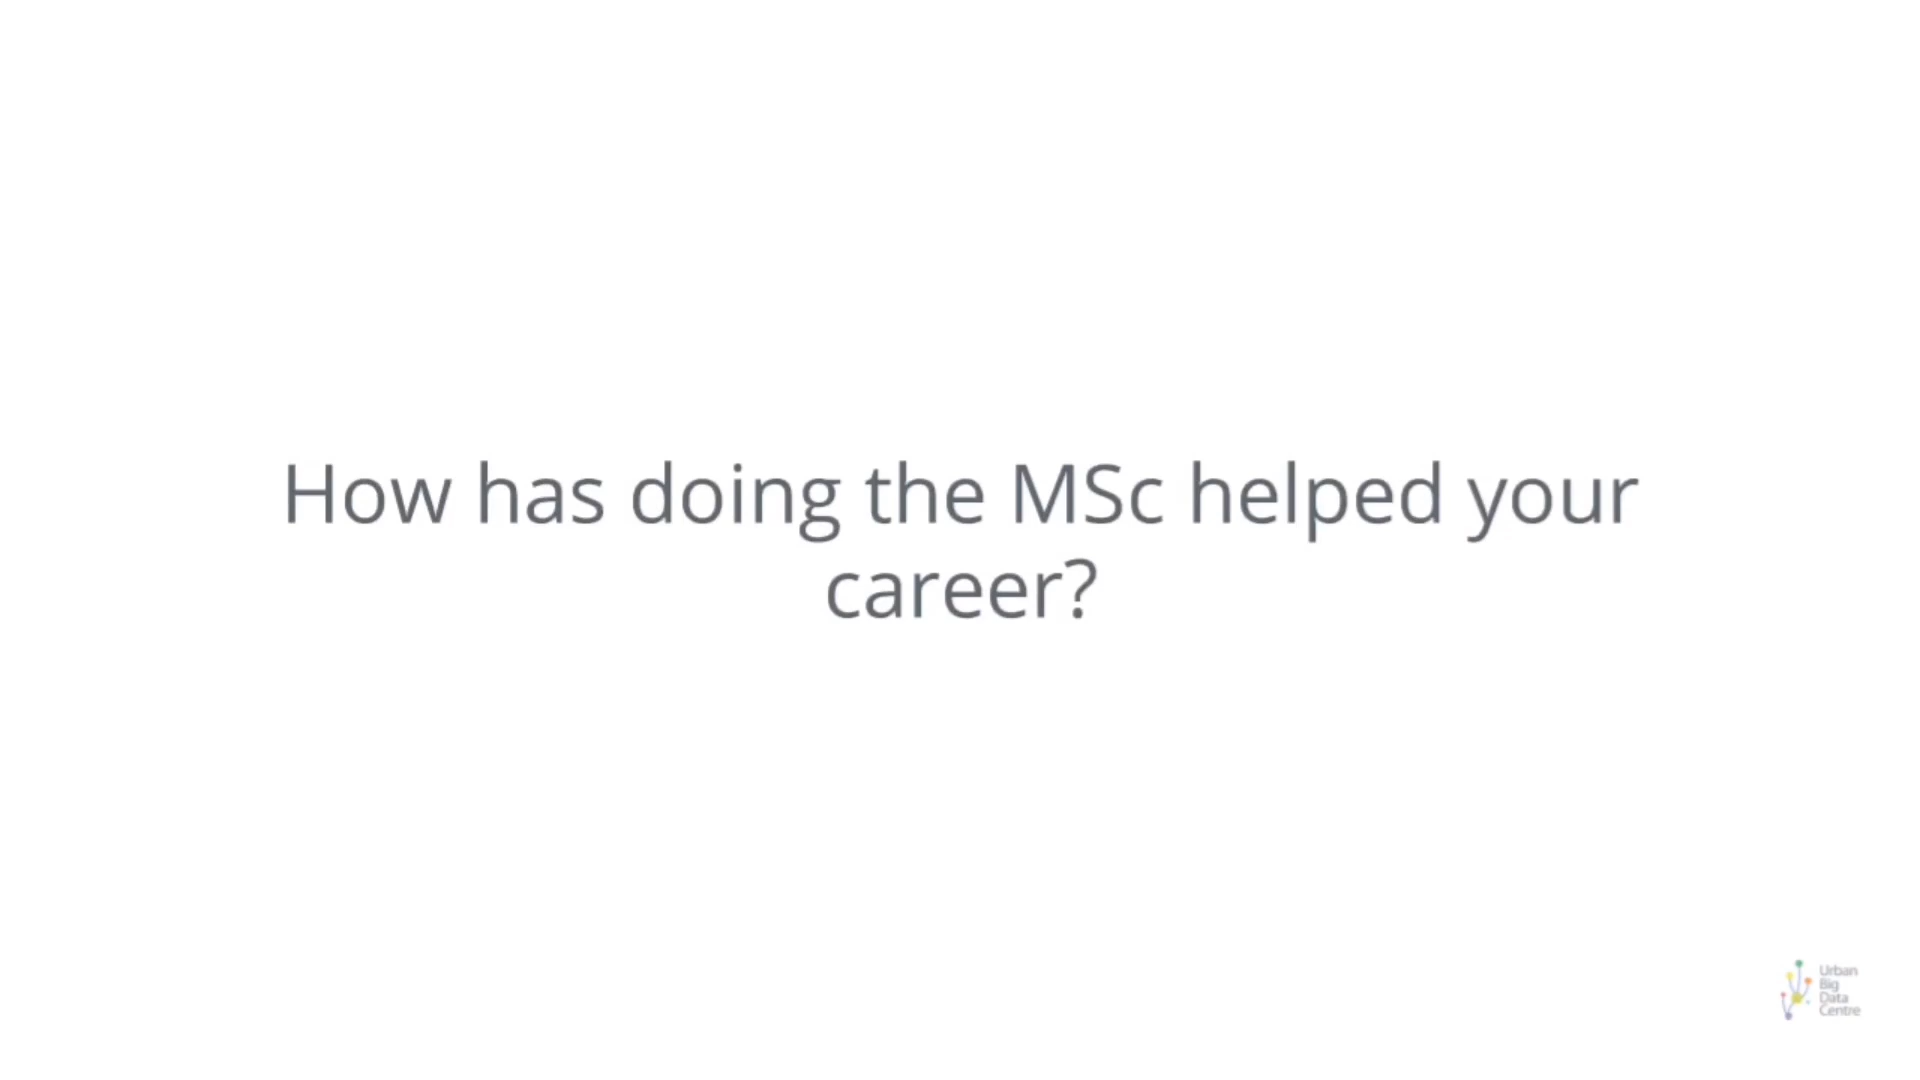 How has doing the MSc helped your
career?
Urban
Big
Data
Centre